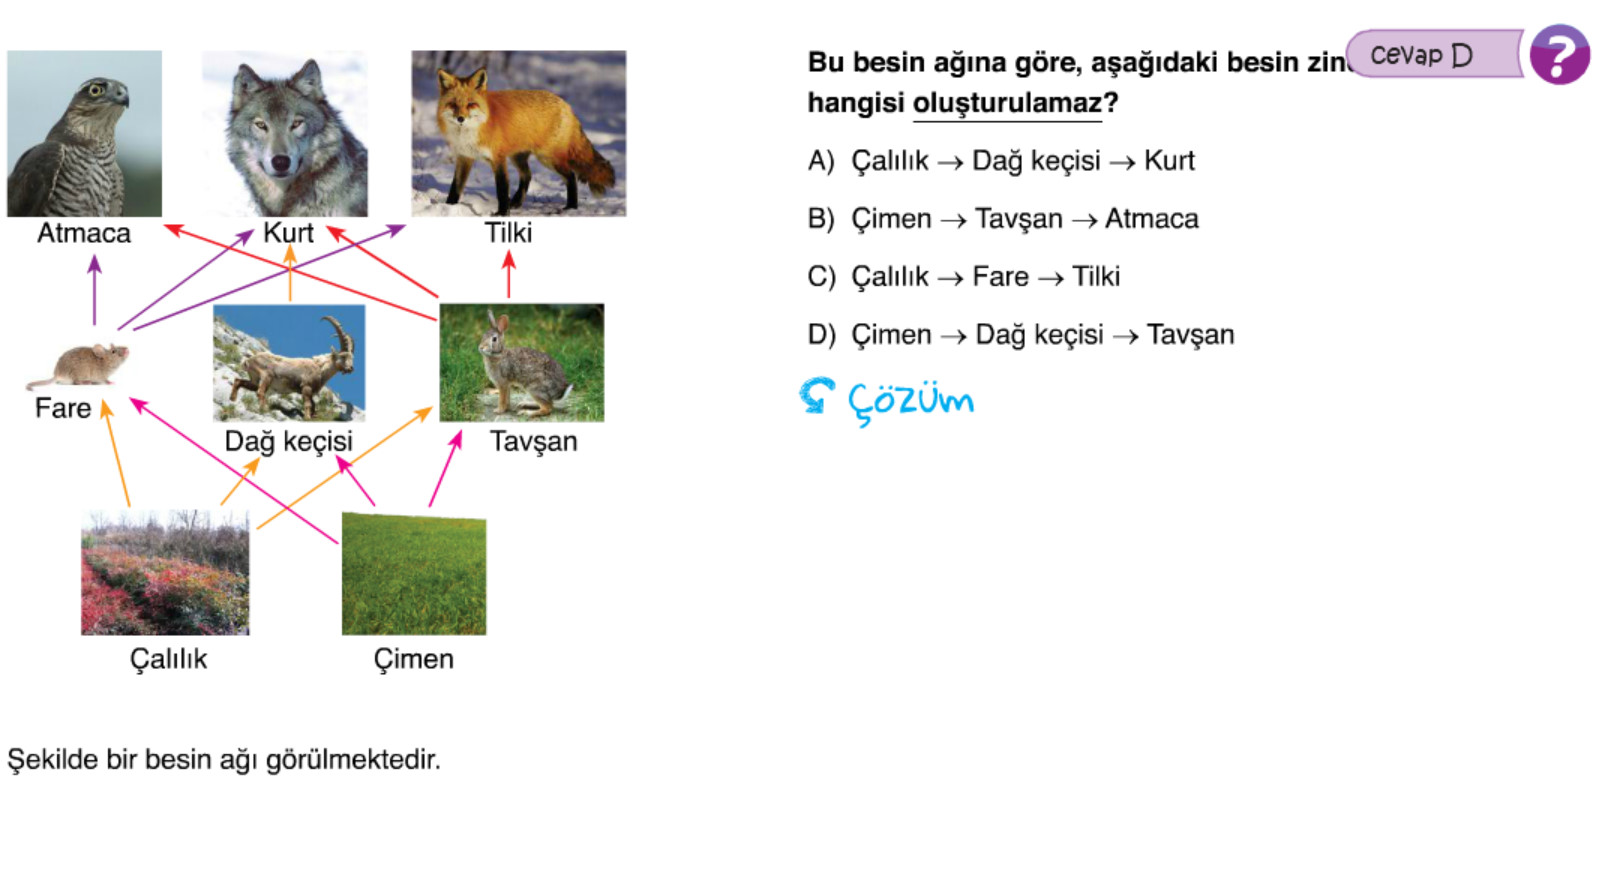 Atmaca
Kurt
Tilki
Fare
Dağ keçisi
Tavşan
Çalılık
Çimen
Şekilde bir besin ağı görülmektedir.
Bu besin ağına göre, aşağıdaki besin
hangisi oluşturulamaz?
A) Çalılık → Dağ keçisi → Kurt
B) Çimen → Tavşan → Atmaca
C) Çalılık → Fare → Tilki
D) Çimen → Dağ keçisi → Tavşan
Çözüm
cevap D
?